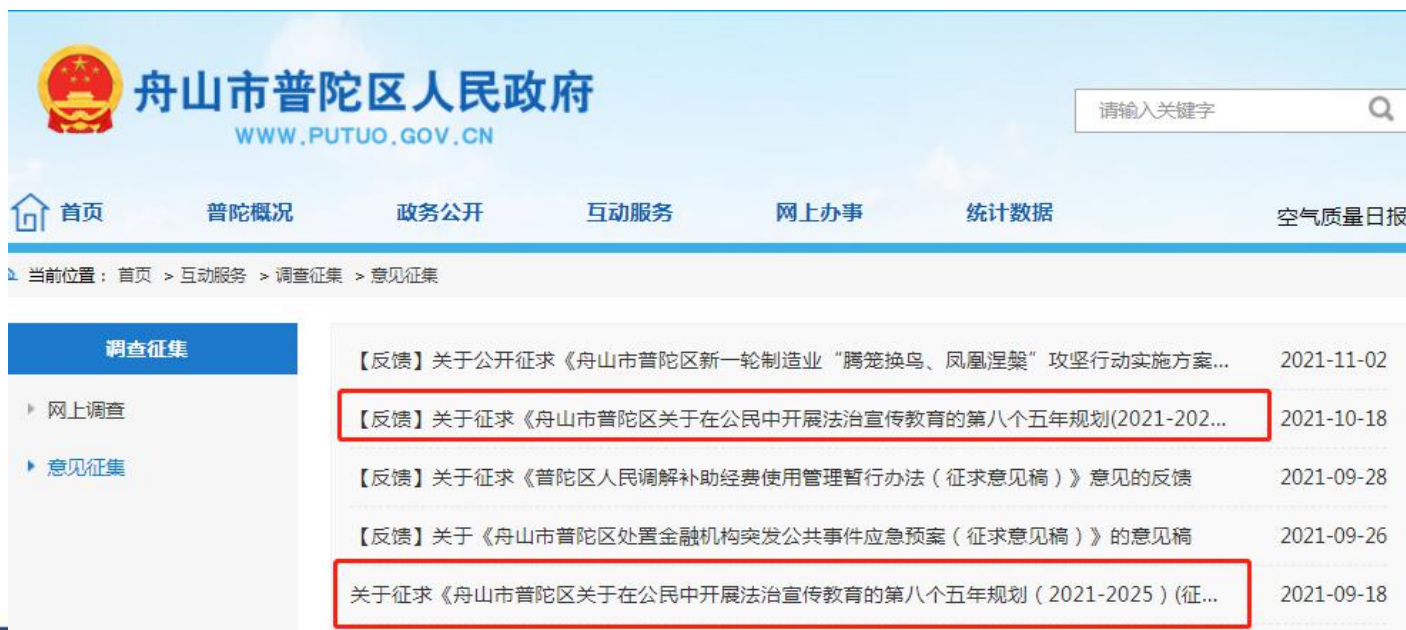 舟山市普陀区人民政府
WWW.PUTUO.GOV.CN
请输入关键字
首页 普陀概况 政务公开 互动服务 网上办事 统计数据 空气质量日报
当前位置：首页 >互动服务 >调查征集 >意见征集
调查征集
网上调查
意见征集
【反馈】关于公开征求《舟山市普陀区新一轮制造业“腾笼换鸟、凤凰涅槃”攻坚行动实施方案... 2021-11-02
【反馈】关于征求《舟山市普陀区关于在公民中开展法治宣传教育的第八个五年规划(2021-202... 2021-10-18
【反馈】关于征求《普陀区人民调解补助经费使用管理暂行办法（征求意见稿）》意见的反馈 2021-09-28
【反馈】关于《舟山市普陀区处置金融机构突发公共事件应急预案（征求意见稿）》的意见稿 2021-09-26
关于征求《舟山市普陀区关于在公民中开展法治宣传教育的第八个五年规划（2021-2025）(征... 2021-09-18